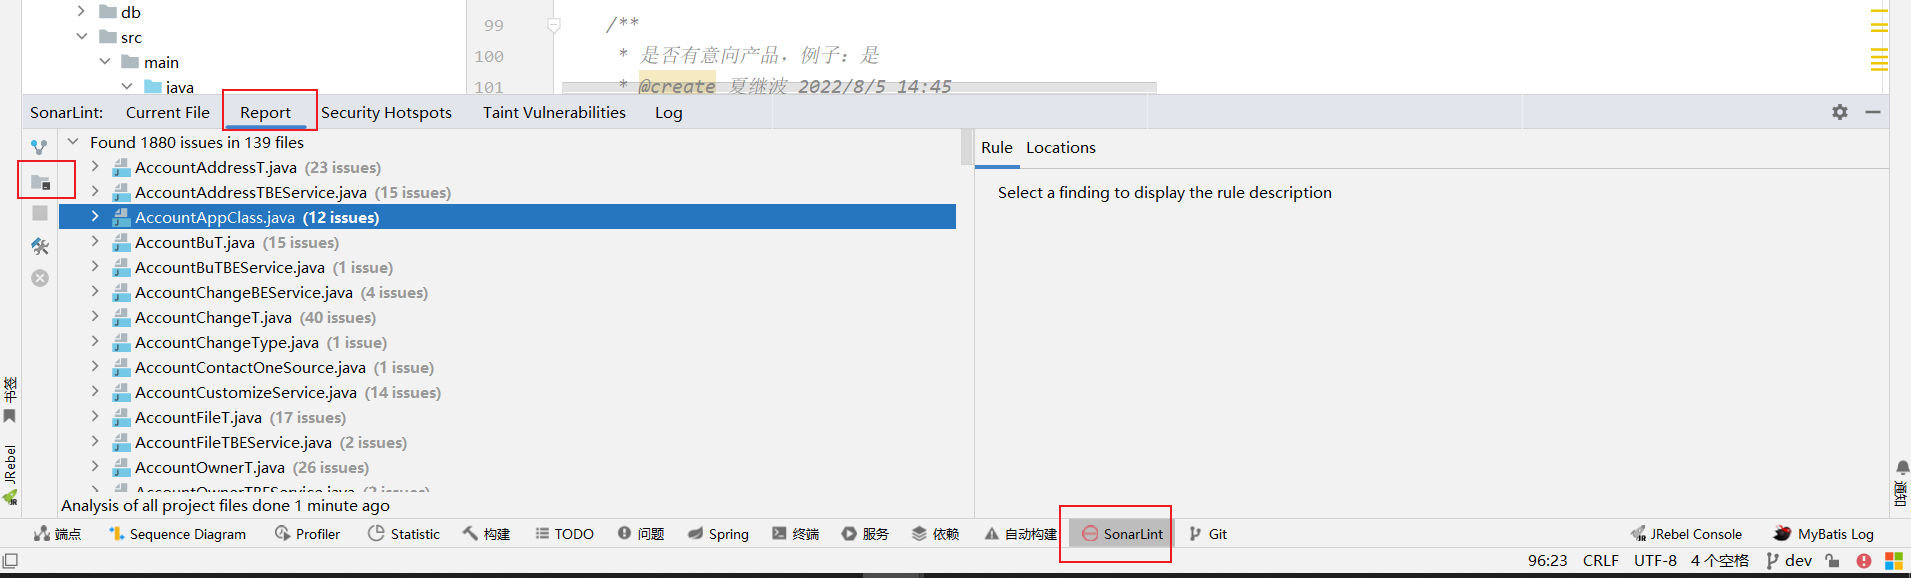 db
src
main
java
99 /**
100 * 是否有意向产品，例子：是
101 * @create 夏继波 2022/8/5 14:45
SonarLint: Current File Report Security Hotspots Taint Vulnerabilities Log
Found 1880 issues in 139 files
AccountAddressT.java (23 issues)
AccountAddressTBEService.java (15 issues)
AccountAppClass.java (12 issues)
AccountBuT.java (15 issues)
AccountBuTBEService.java (1 issue)
AccountChangeBEService.java (4 issues)
AccountChangeT.java (40 issues)
AccountChangeType.java (1 issue)
AccountContactOneSource.java (1 issue)
AccountCustomizeService.java (14 issues)
AccountFileT.java (17 issues)
AccountFileTBEService.java (2 issues)
AccountOwnerT.java (26 issues)
AccountOwnerTBEService.java
Analysis of all project files done 1 minute ago
Rule Locations
Select a finding to display the rule description
书签
JRebel
通知
端点 Sequence Diagram Profiler Statistic 构建 TODO 问题 Spring 终端 服务 依赖 自动构建 SonarLint Git JRebel Console MyBatis Log
96:23 CRLF UTF-8 4 个空格 dev